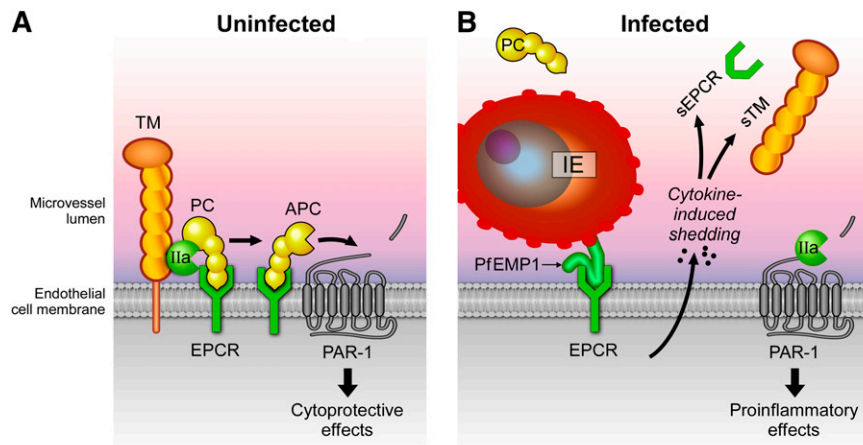 A
Uninfected
TM
Microvessel
lumen
PC
APC
IIa
Endothelial
cell membrane
EPCR
PAR-1
Cytoprotective
effects
B
Infected
PC
sEPCR
sTM
IE
Cytokine-
induced
shedding
IIa
PfEMP1
EPCR
PAR-1
Proinflammatory
effects